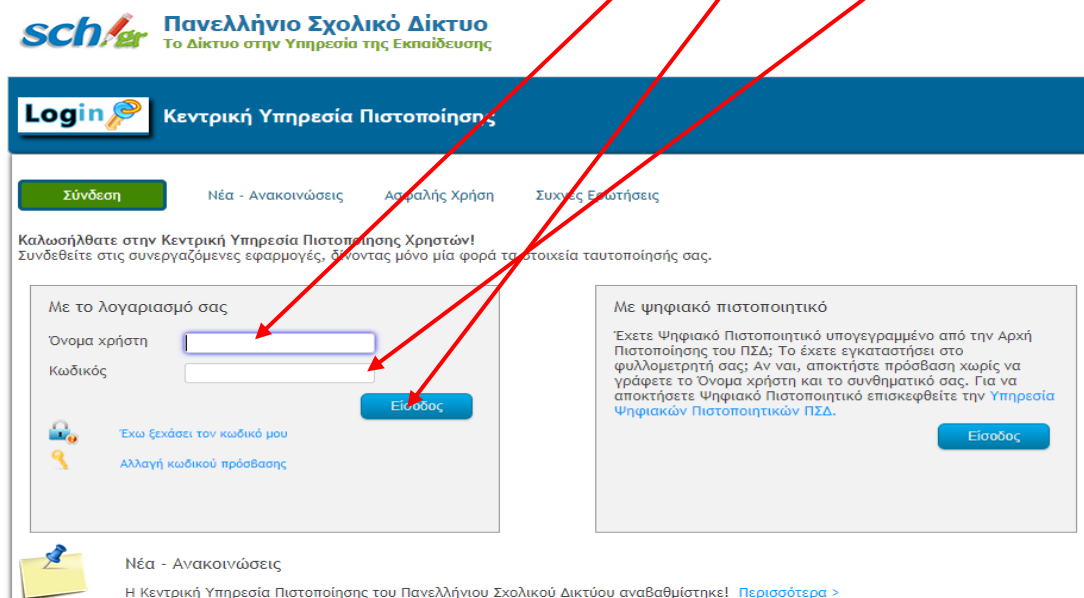 sch.gr Πανελλήνιο Σχολικό Δίκτυο
Το Δίκτυο στην Υπηρεσία της Εκπαίδευσης
Login Κεντρική Υπηρεσία Πιστοποίησης
Σύνδεση Νέα - Ανακοινώσεις Ασφαλής Χρήση Συχνές Ερωτήσεις
Καλωσήλθατε στην Κεντρική Υπηρεσία Πιστοποίησης Χρηστών!
Συνδεθείτε στις συνεργαζόμενες εφαρμογές, δίνοντας μόνο μία φορά τα στοιχεία ταυτοποίησής σας.
Με το λογαριασμό σας
Όνομα χρήστη
Κωδικός
Είσοδος
Έχω ξεχάσει τον κωδικό μου
Αλλαγή κωδικού πρόσβασης
Με ψηφιακό πιστοποιητικό
Έχετε Ψηφιακό Πιστοποιητικό υπογεγραμμένο από την Αρχή
Πιστοποίησης του ΠΣΔ; Το έχετε εγκαταστήσει στο
φυλλομετρητή σας; Αν ναι, αποκτήστε πρόσβαση χωρίς να
γράφετε το Όνομα χρήστη και το συνθηματικό σας. Για να
αποκτήσετε Ψηφιακό Πιστοποιητικό επισκεφθείτε την Υπηρεσία
Ψηφιακών Πιστοποιητικών ΠΣΔ.
Είσοδος
Νέα - Ανακοινώσεις
Η Κεντρική Υπηρεσία Πιστοποίησης του Πανελλήνιου Σχολικού Δικτύου αναβαθμίστηκε! Περισσότερα >